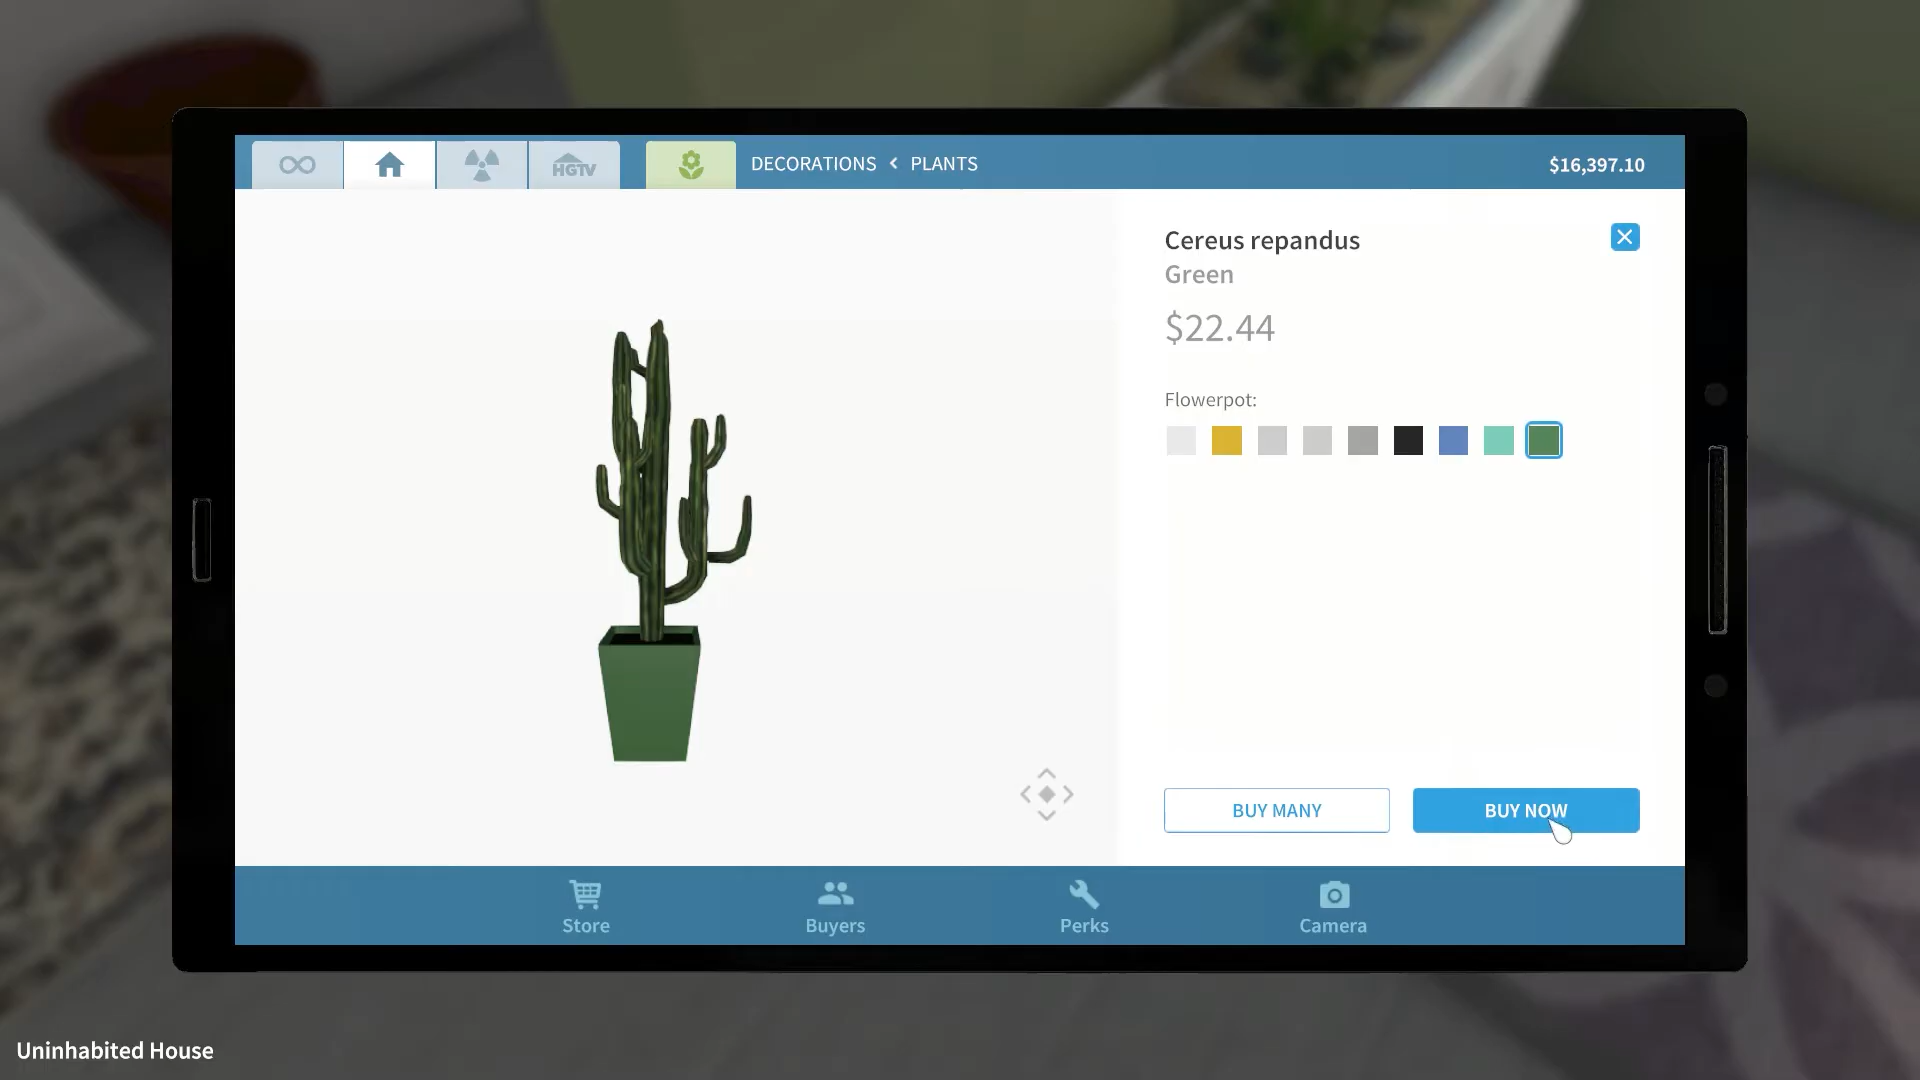 HGTV
DECORATIONS < PLANTS
$16,397.10
Cereus repandus
Green
$22.44
Flowerpot:
BUY MANY
BUY NOW
Store
Buyers
Perks
Camera
Uninhabited House